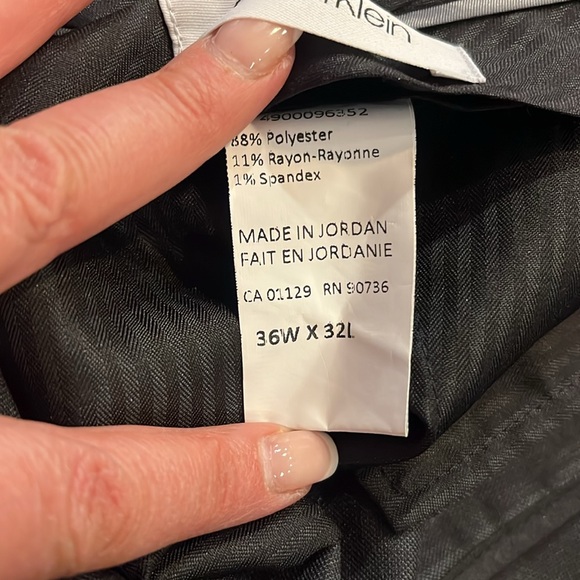 Klein
4900096352
88% Polyester
11% Rayon-Rayonne
1% Spandex
MADE IN JORDAN
FAIT EN JORDANIE
CA 01129 RN 90736
36W X 32L